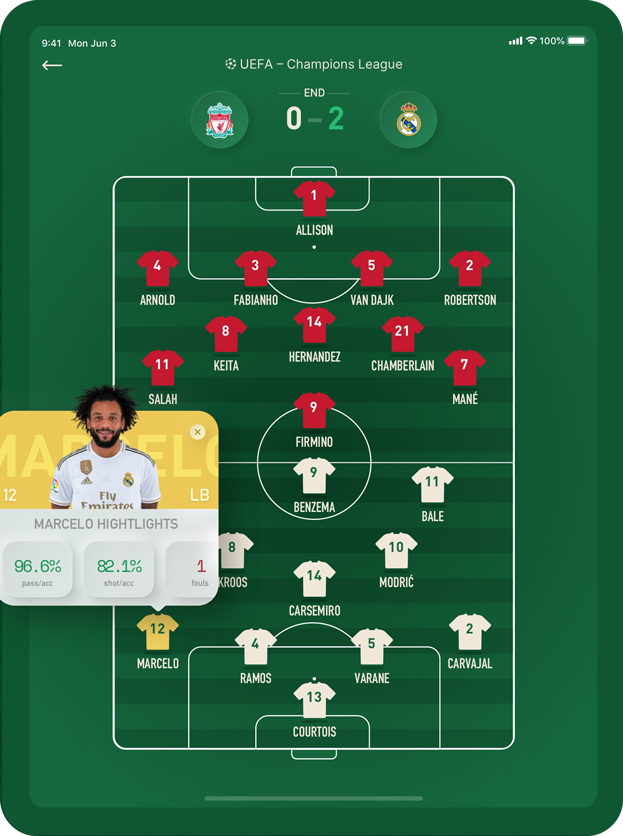 9:41 Mon Jun 3
100%
UEFA – Champions League
END
0 – 2
1
ALLISON
4
3
5
2
ARNOLD
FABIANHO
VAN DAJK
ROBERTSON
8
14
21
KEITA
HERNANDEZ
CHAMBERLAIN
11
7
SALAH
MANÉ
9
FIRMINO
MARCELO
12
LB
Fly
Emirates
MARCELO HIGHTLIGHTS
96.6%
82.1%
1
pass/acc
shot/acc
fouls
9
BENZEMA
11
BALE
8
10
KROOS
MODRIĆ
14
CARSEMIRO
12
4
5
2
MARCELO
RAMOS
VARANE
CARVAJAL
13
COURTOIS